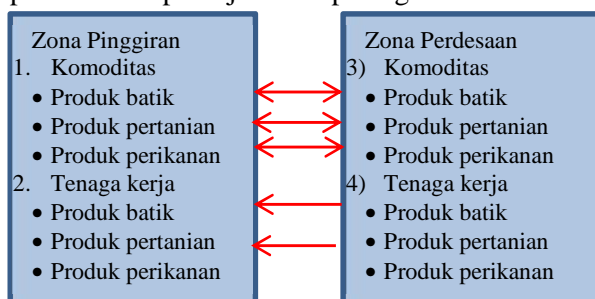 Zona Pinggiran
1. Komoditas
• Produk batik
• Produk pertanian
• Produk perikanan
2. Tenaga kerja
• Produk batik
• Produk pertanian
• Produk perikanan
Zona Perdesaan
3) Komoditas
• Produk batik
• Produk pertanian
• Produk perikanan
4) Tenaga kerja
• Produk batik
• Produk pertanian
• Produk perikanan